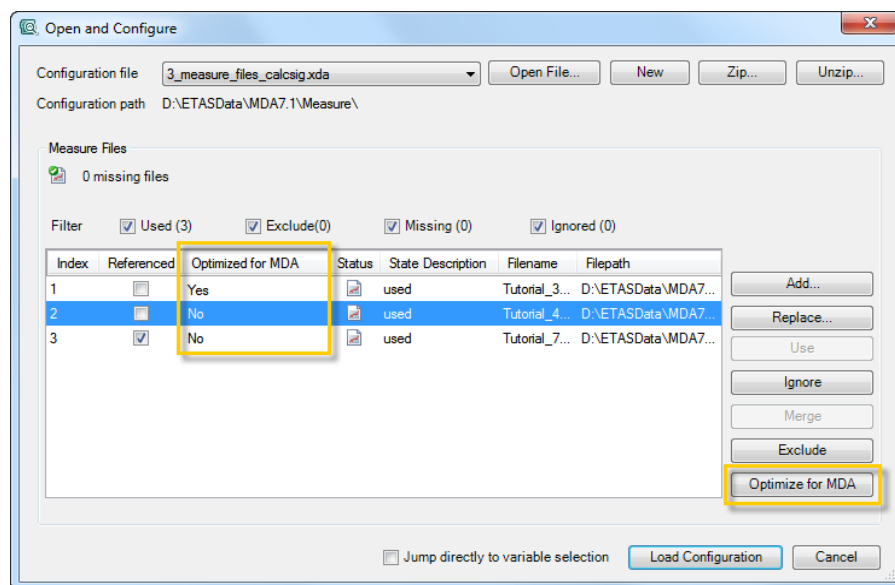 Open and Configure
Configuration file 3_measure_files_calcsig.xda Open File... New Zip... Unzip...
Configuration path D:\ETASData\MDA7.1\Measure\
Measure Files
0 missing files
Filter Used (3) Exclude(0) Missing (0) Ignored (0)
Index Referenced Optimized for MDA Status State Description Filename Filepath
1 Yes used Tutorial_3... D:\ETASData\MDA7...
2 No used Tutorial_4... D:\ETASData\MDA7...
3 No used Tutorial_7... D:\ETASData\MDA7...
Add...
Replace...
Use
Ignore
Merge
Exclude
Optimize for MDA
Jump directly to variable selection Load Configuration Cancel